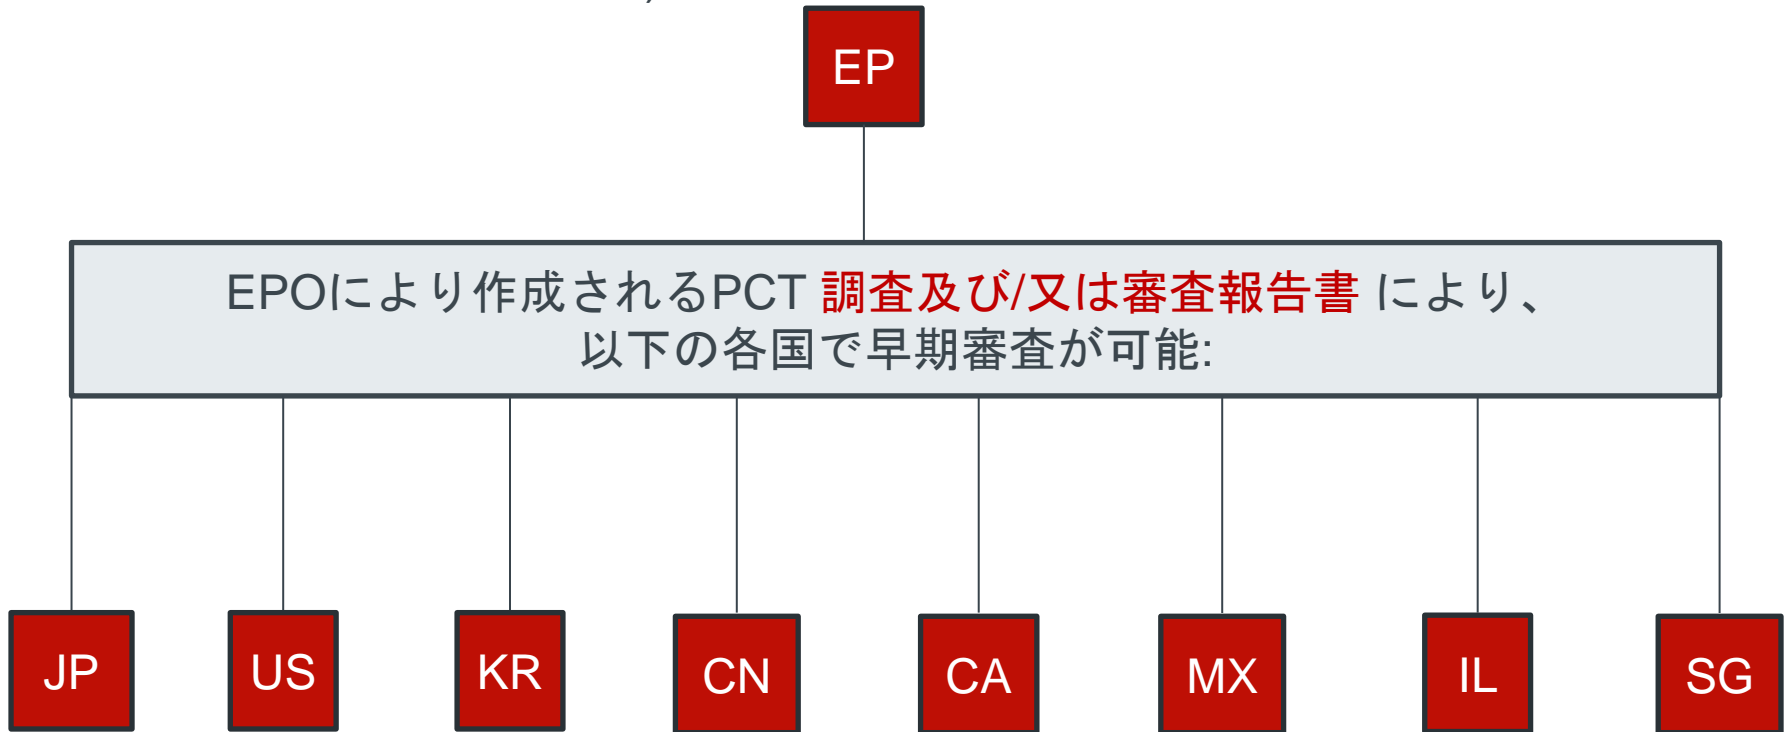 EP
EPOにより作成されるPCT 調査及び/又は審査報告書 により、
以下の各国で早期審査が可能:
JP US KR CN CA MX IL SG